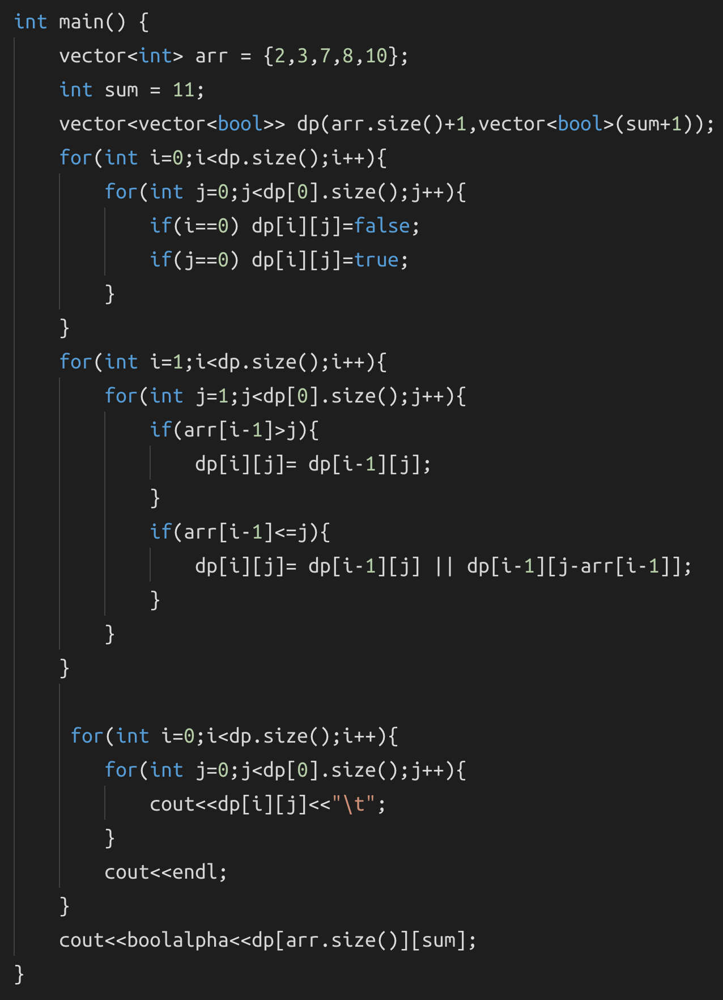 int main() {
    vector<int> arr = {2,3,7,8,10};
    int sum = 11;
    vector<vector<bool>> dp(arr.size()+1,vector<bool>(sum+1));
    for(int i=0;i<dp.size();i++){
        for(int j=0;j<dp[0].size();j++){
            if(i==0) dp[i][j]=false;
            if(j==0) dp[i][j]=true;
        }
    }
    for(int i=1;i<dp.size();i++){
        for(int j=1;j<dp[0].size();j++){
            if(arr[i-1]>j){
                dp[i][j]= dp[i-1][j];
            }
            if(arr[i-1]<=j){
                dp[i][j]= dp[i-1][j] || dp[i-1][j-arr[i-1]];
            }
        }
    }

     for(int i=0;i<dp.size();i++){
        for(int j=0;j<dp[0].size();j++){
            cout<<dp[i][j]<<"\t";
        }
        cout<<endl;
    }
    cout<<boolalpha<<dp[arr.size()][sum];
}